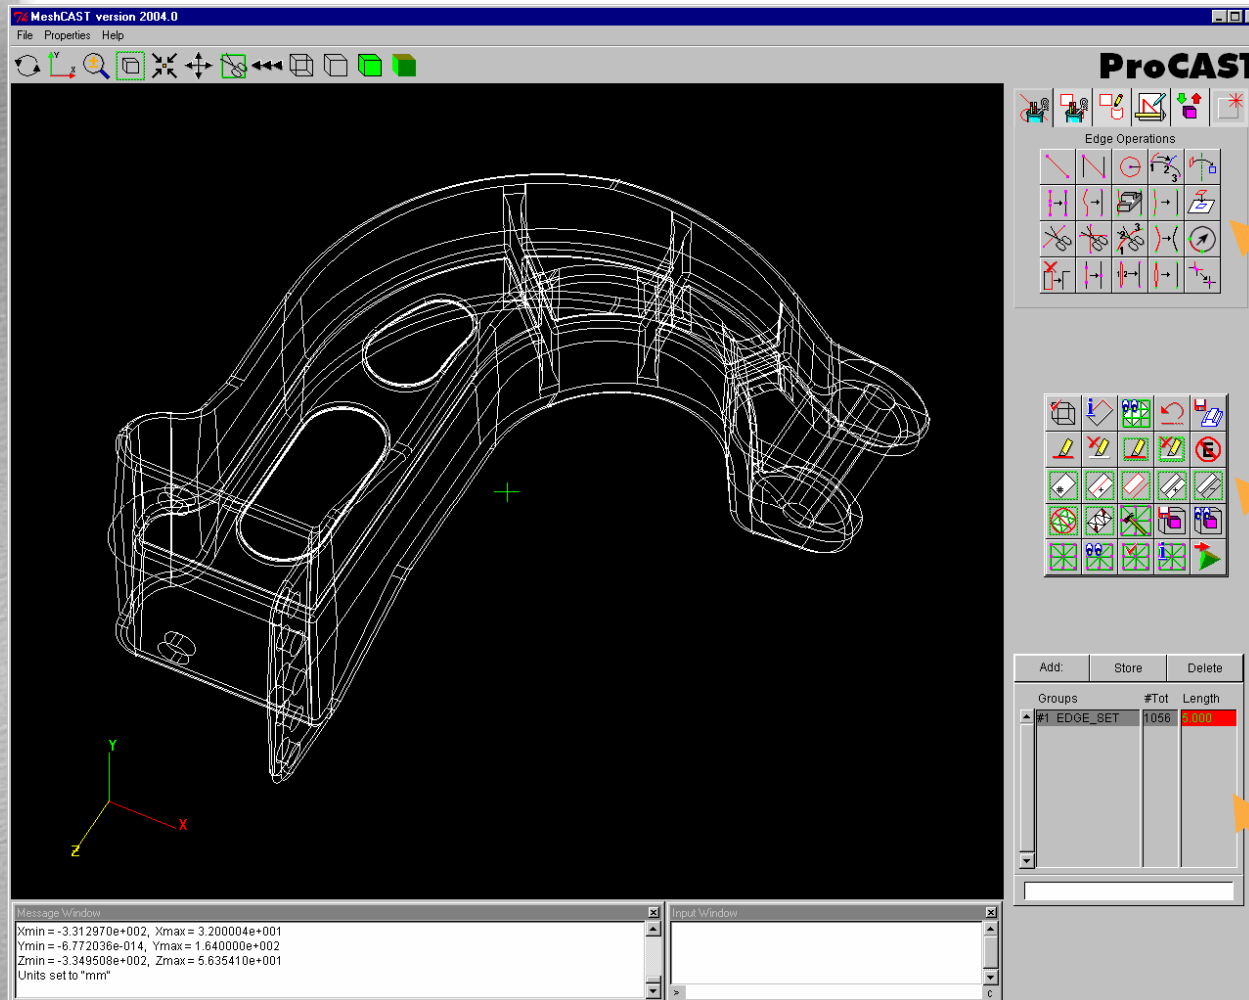 MeshCAST version 2004.0
File Properties Help
ProCAST
Edge Operations
Y
X
Z
Add: Store Delete
Groups #Tot Length
#1 EDGE_SET 1056 5.000
Message Window
Xmin = -3.312970e+002, Xmax = 3.200004e+001
Ymin = -6.772036e-014, Ymax = 1.640000e+002
Zmin = -3.349508e+002, Zmax = 5.635410e+001
Units set to "mm"
Input Window
> c